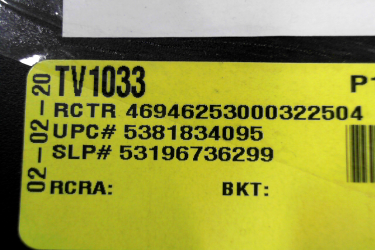 02-02-20
TV1033
P1
RCTR 46946253000322504
UPC# 5381834095
SLP# 53196736299
RCRA: BKT: